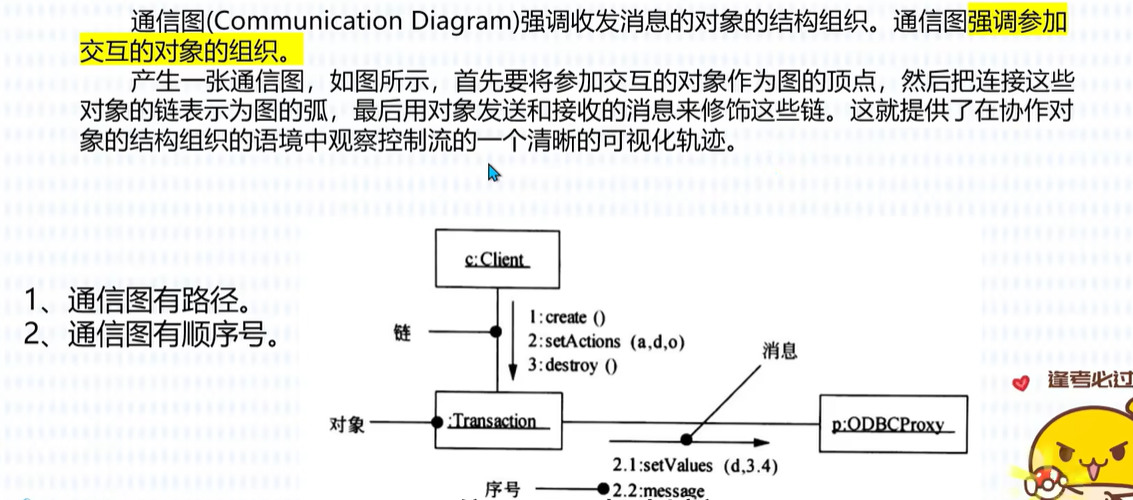 通信图(Communication Diagram)强调收发消息的对象的结构组织，通信图强调参加
交互的对象的组织。
产生一张通信图，如图所示，首先要将参加交互的对象作为图的顶点，然后把连接这些
对象的链表示为图的弧，最后用对象发送和接收的消息来修饰这些链。这就提供了在协作对
象的结构组织的语境中观察控制流的一个清晰的可视化轨迹。
c:Client
1、通信图有路径。
2、通信图有顺序号。
链
1:create ()
2:setActions (a,d,o)
3:destroy ()
消息
逢考必过
对象
:Transaction
p:ODBCProxy
2.1:setValues (d,3.4)
序号
2.2:message